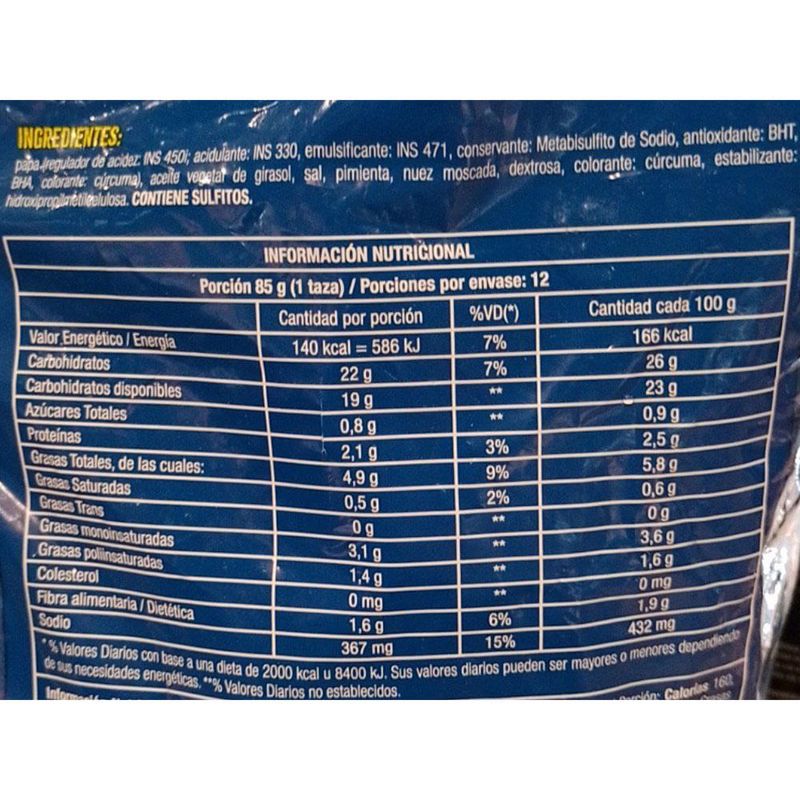 INGREDIENTES:
papa (regulador de acidez: INS 450i; acidulante: INS 330, emulsificante: INS 471, conservante: Metabisulfito de Sodio, antioxidante: BHT,
BHA, colorante: cúrcuma), aceite vegetal de girasol, sal, pimienta, nuez moscada, dextrosa, colorante: cúrcuma, estabilizante:
hidroxipropilmetilcelulosa. CONTIENE SULFITOS.
INFORMACIÓN NUTRICIONAL
Porción 85 g (1 taza) / Porciones por envase: 12
Cantidad por porción %VD(*) Cantidad cada 100 g
Valor Energético / Energía 140 kcal = 586 kJ 7% 166 kcal
Carbohidratos 22 g 7% 26 g
Carbohidratos disponibles 19 g ** 23 g
Azúcares Totales 0,8 g ** 0,9 g
Proteínas 2,1 g 3% 2,5 g
Grasas Totales, de las cuales: 4,9 g 9% 5,8 g
Grasas Saturadas 0,5 g 2% 0,6 g
Grasas Trans 0 g ** 0 g
Grasas monoinsaturadas 3,1 g ** 3,6 g
Grasas poliinsaturadas 1,4 g ** 1,6 g
Colesterol 0 mg ** 0 mg
Fibra alimentaria / Dietética 1,6 g 6% 1,9 g
Sodio 367 mg 15% 432 mg
*% Valores Diarios con base a una dieta de 2000 kcal u 8400 kJ. Sus valores diarios pueden ser mayores o menores dependiendo
de sus necesidades energéticas. **% Valores Diarios no establecidos.
Porción: Calorías 160,
Grasas